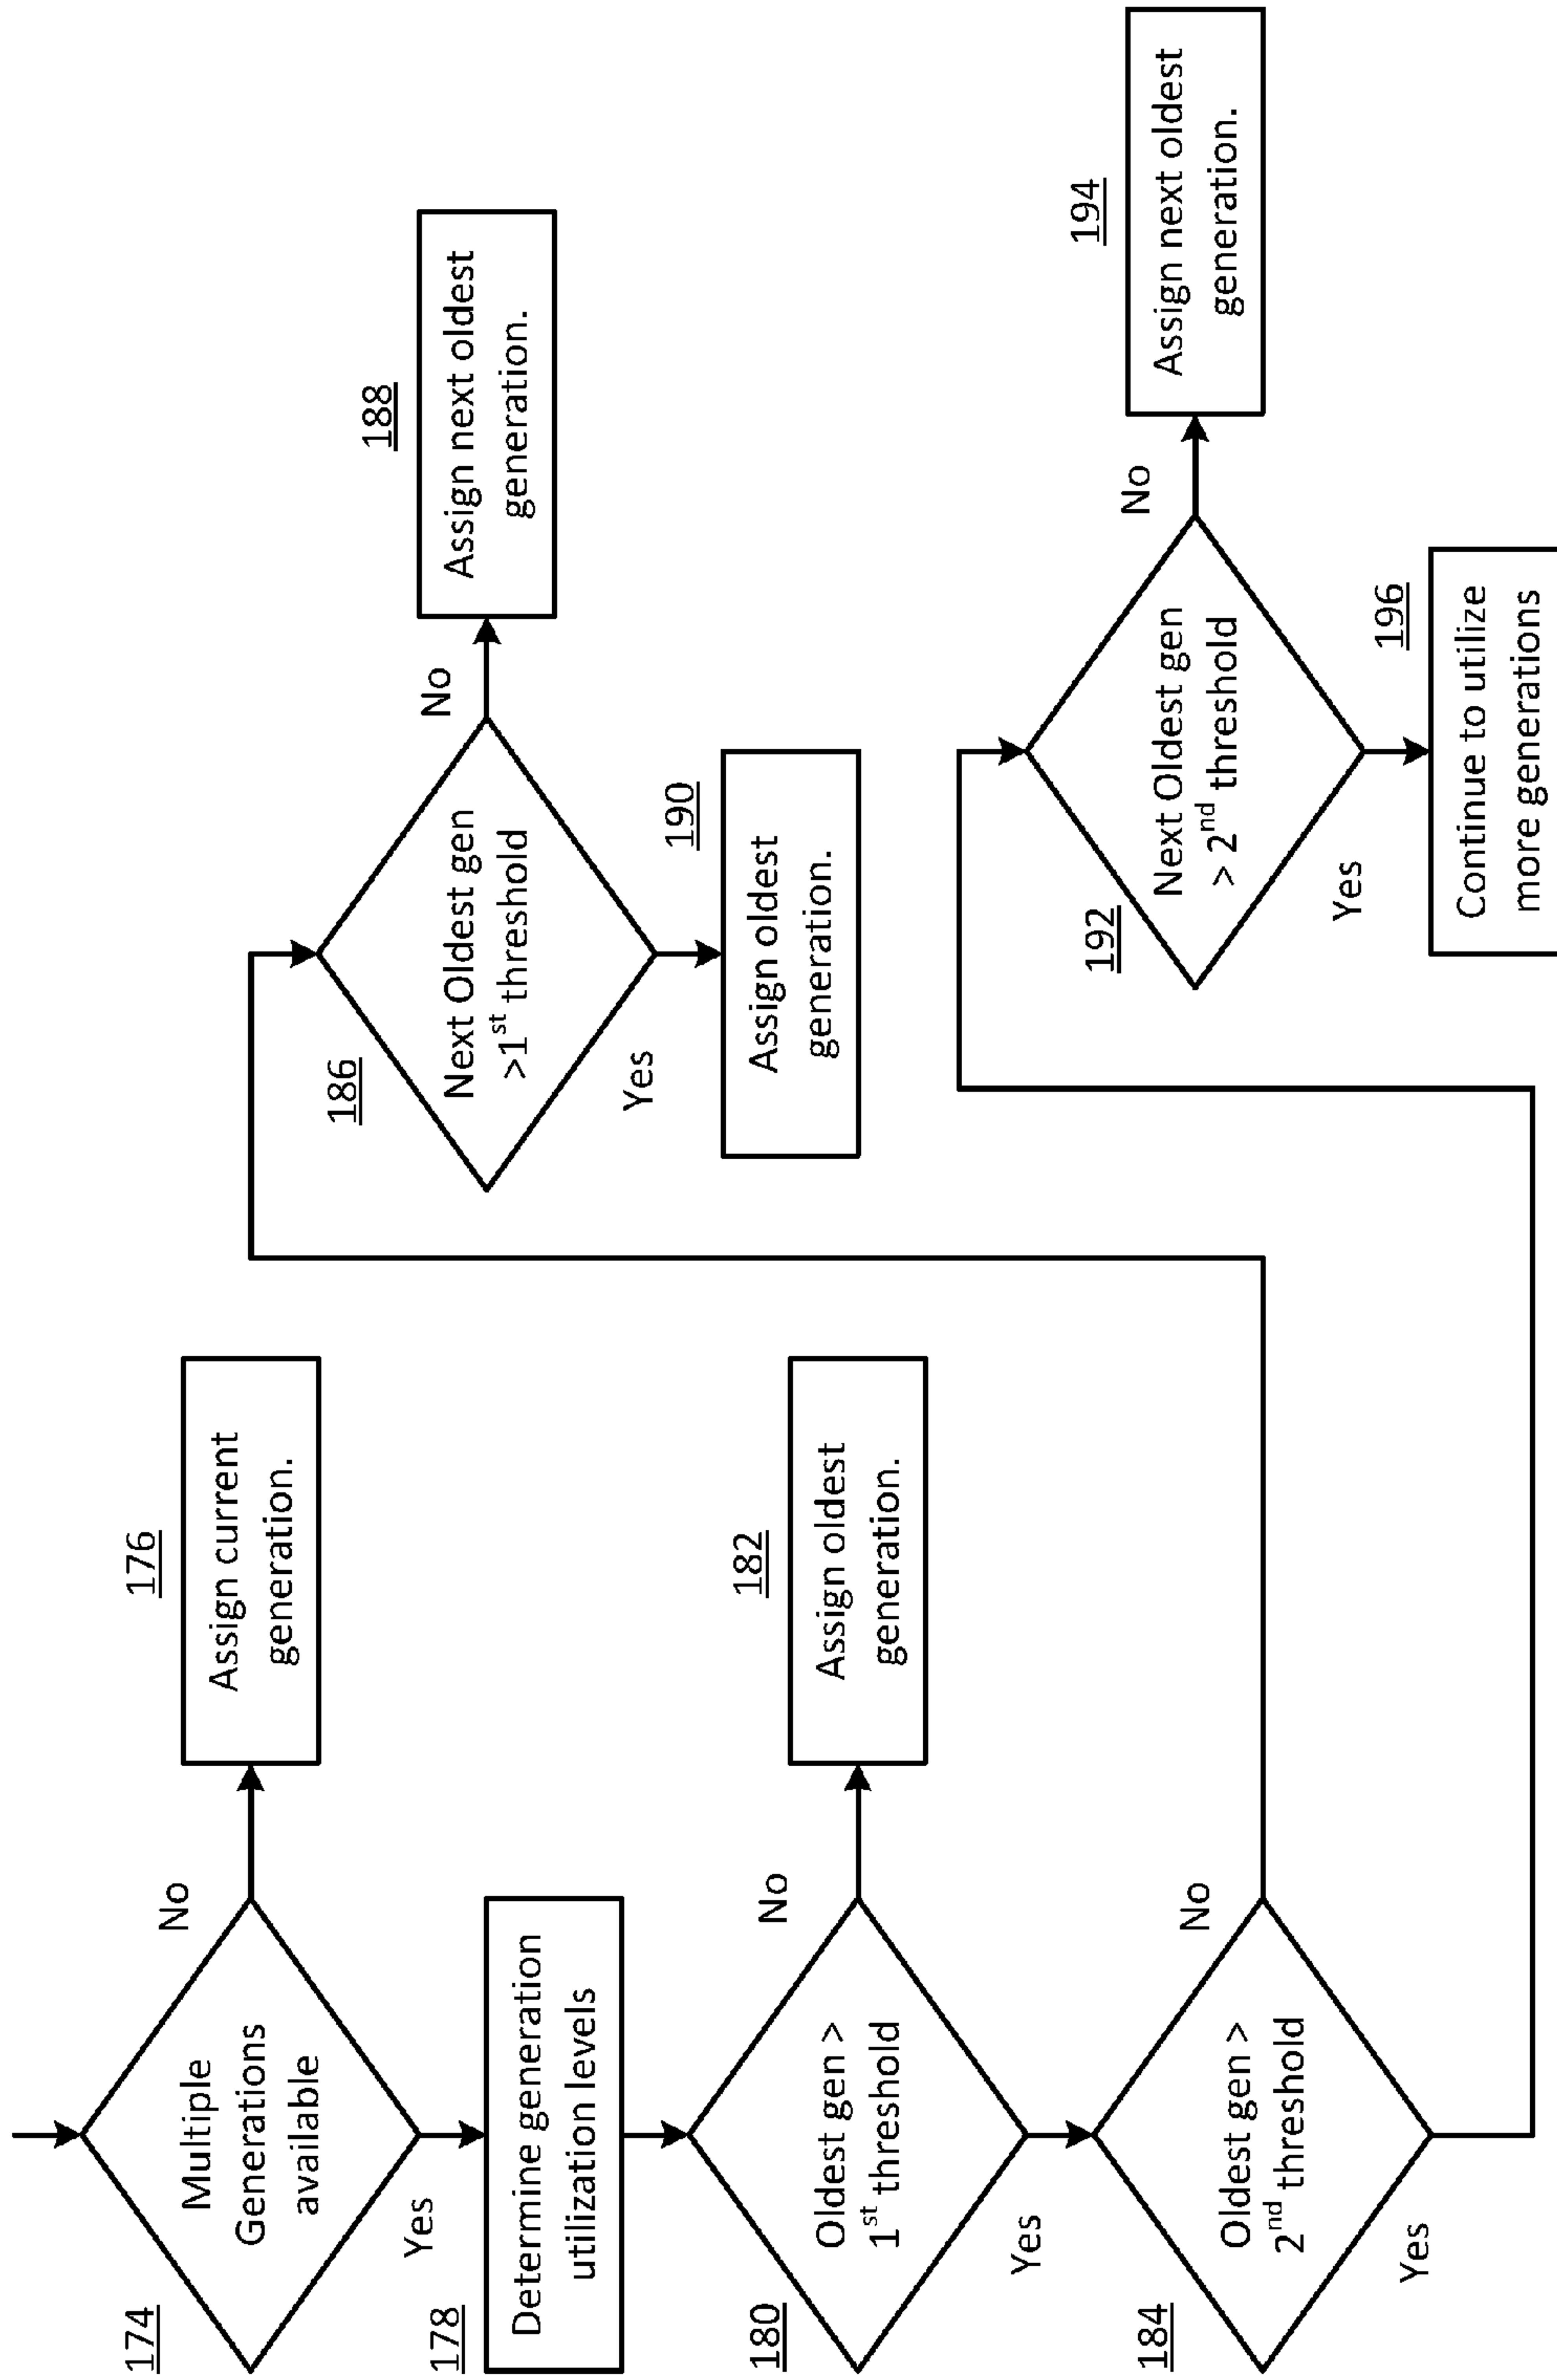 174
Multiple
Generations
available
No
176
Assign current
generation.
Yes
178
Determine generation
utilization levels
180
Oldest gen >
1st threshold
No
182
Assign oldest
generation.
Yes
184
Oldest gen >
2nd threshold
No
Yes
186
Next Oldest gen
>1st threshold
No
188
Assign next oldest
generation.
Yes
190
Assign oldest
generation.
192
Next Oldest gen
> 2nd threshold
No
194
Assign next oldest
generation.
Yes
196
Continue to utilize
more generations